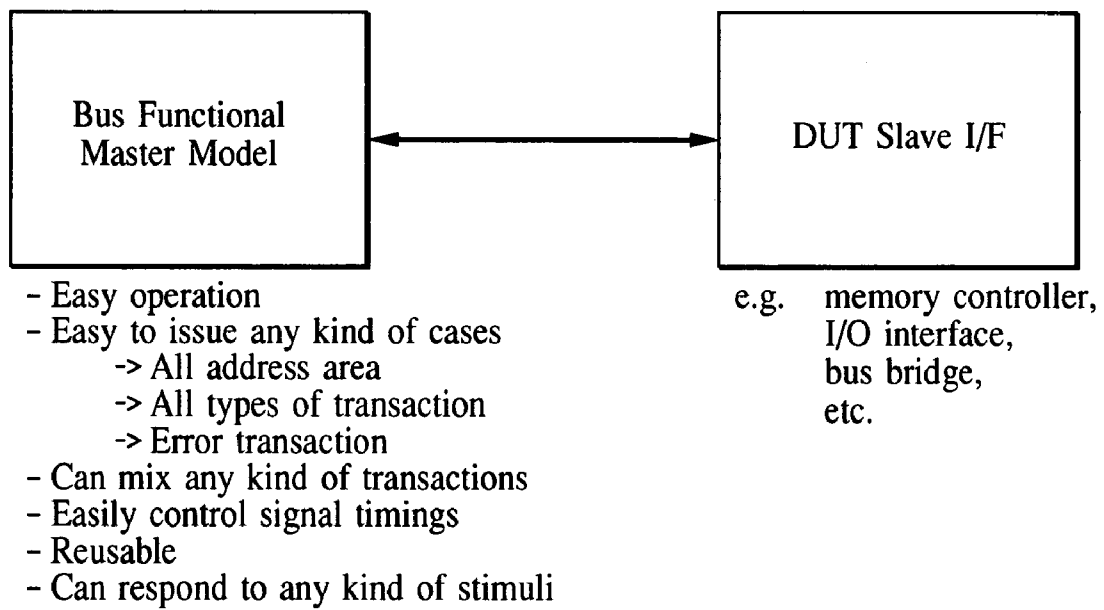 Bus Functional
Master Model
DUT Slave I/F
- Easy operation
- Easy to issue any kind of cases
-> All address area
-> All types of transaction
-> Error transaction
- Can mix any kind of transactions
- Easily control signal timings
- Reusable
- Can respond to any kind of stimuli
e.g. memory controller,
I/O interface,
bus bridge,
etc.